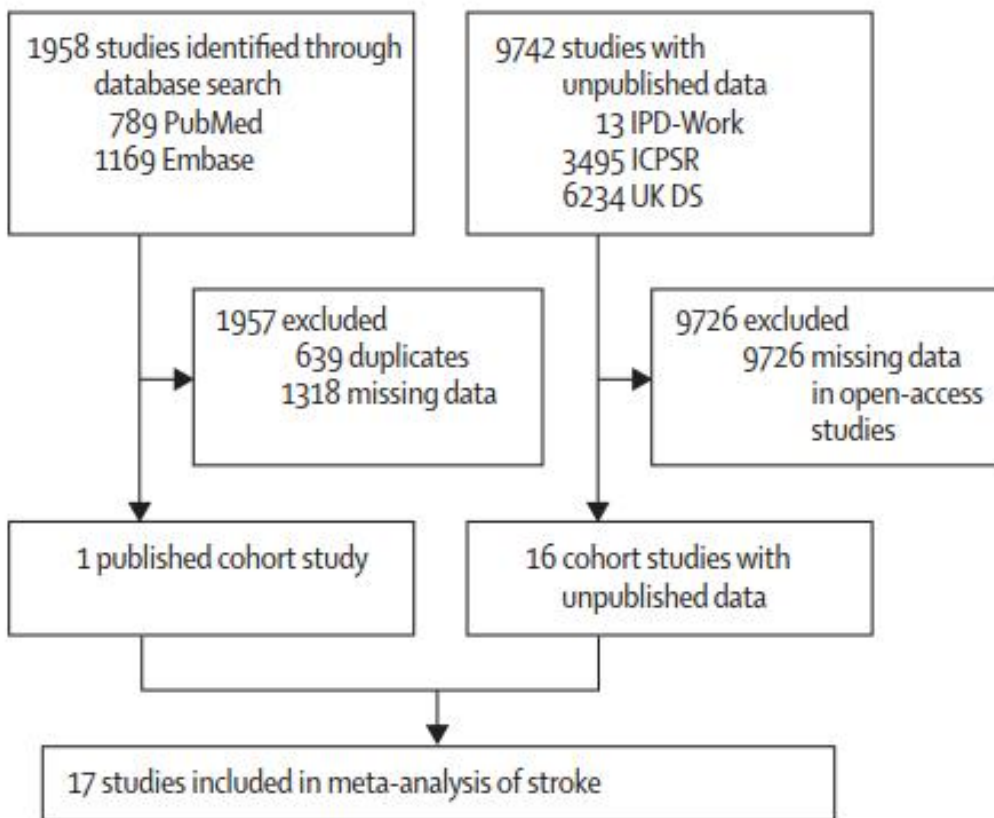 1958 studies identified through
database search
789 PubMed
1169 Embase
9742 studies with
unpublished data
13 IPD-Work
3495 ICPSR
6234 UK DS
1957 excluded
639 duplicates
1318 missing data
9726 excluded
9726 missing data
in open-access
studies
1 published cohort study
16 cohort studies with
unpublished data
17 studies included in meta-analysis of stroke